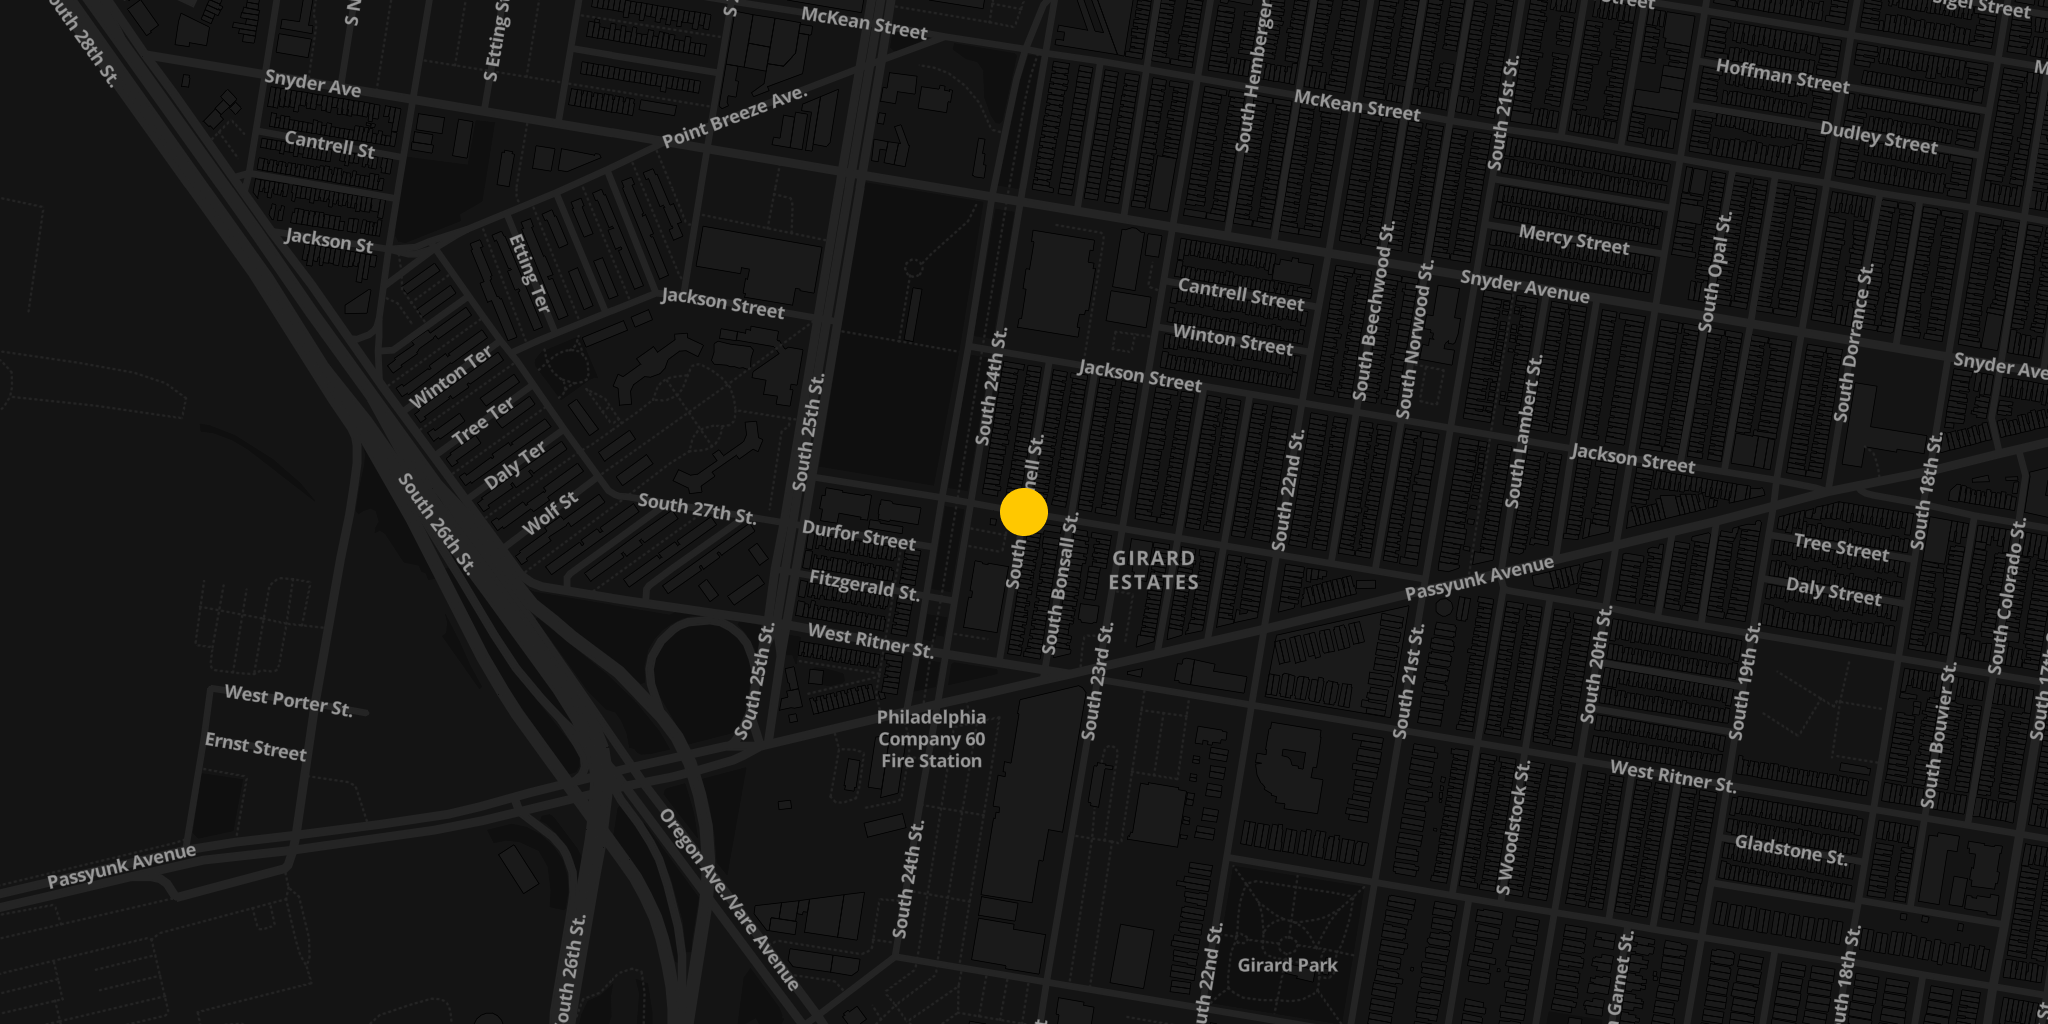 McKean Street
Sigel Street
Street
South 28th St.
S Etting St
Snyder Ave
Point Breeze Ave.
McKean Street
South Hemberger
South 21st St.
Hoffman Street
Dudley Street
Cantrell St
Jackson St
Etting Ter
Jackson Street
Mercy Street
South Opal St.
Snyder Avenue
Cantrell Street
Winton Street
South Beechwood St.
South Norwood St.
South Dorrance St.
Snyder Ave
Winton Ter
Tree Ter
Daly Ter
Wolf St
South 24th St.
Jackson Street
South 25th St.
South Lambert St.
Jackson Street
South 18th St.
South 26th St.
South 27th St.
Durfor Street
Fitzgerald St.
West Ritner St.
South
nell St.
South Bonsall St.
GIRARD
ESTATES
South 22nd St.
Passyunk Avenue
Tree Street
Daly Street
South Colorado St.
South 25th St.
South 23rd St.
South 21st St.
South 20th St.
South 19th St.
South Bouvier St.
South 17th
West Porter St.
Ernst Street
Philadelphia
Company 60
Fire Station
West Ritner St.
S Woodstock St.
Gladstone St.
Passyunk Avenue
Oregon Ave./Vare Avenue
South 24th St.
South 26th St.
South 22nd St.
Girard Park
Garnet St.
South 18th St.